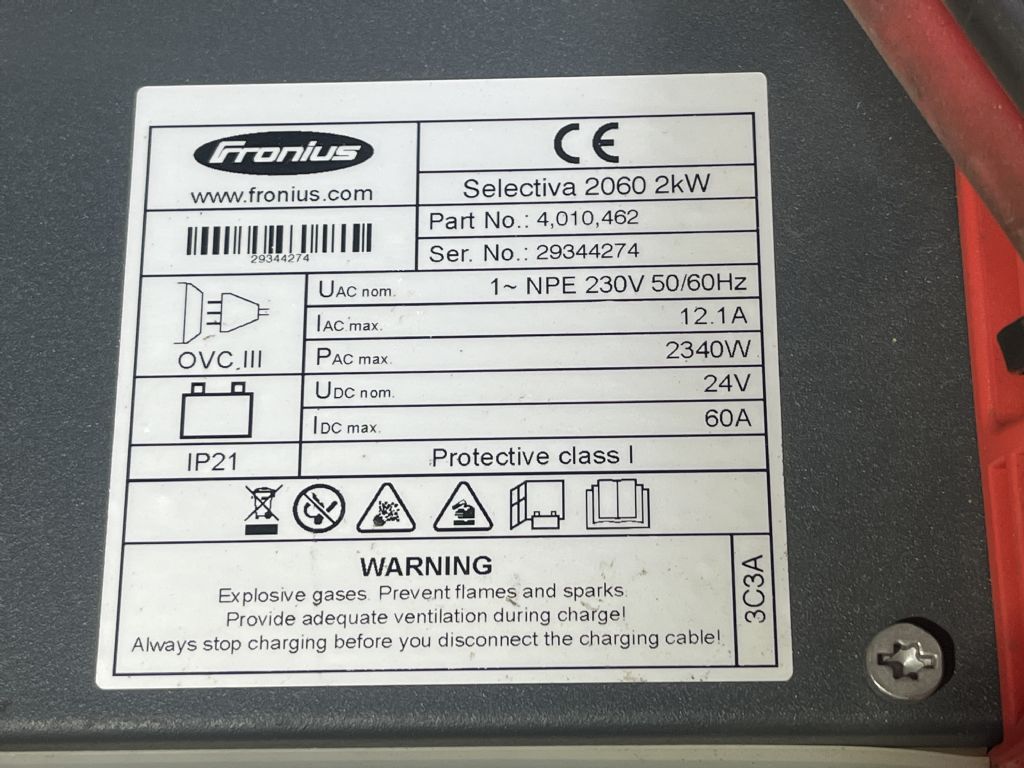 Fronius
www.fronius.com
29344274
CE
Selectiva 2060 2kW
Part No.: 4,010,462
Ser. No.: 29344274
OVC III
UAC nom. 1~ NPE 230V 50/60Hz
IAC max. 12.1A
PAC max. 2340W
UDC nom. 24V
IDC max. 60A
IP21
Protective class I
WARNING
Explosive gases. Prevent flames and sparks.
Provide adequate ventilation during charge!
Always stop charging before you disconnect the charging cable!
3C3A